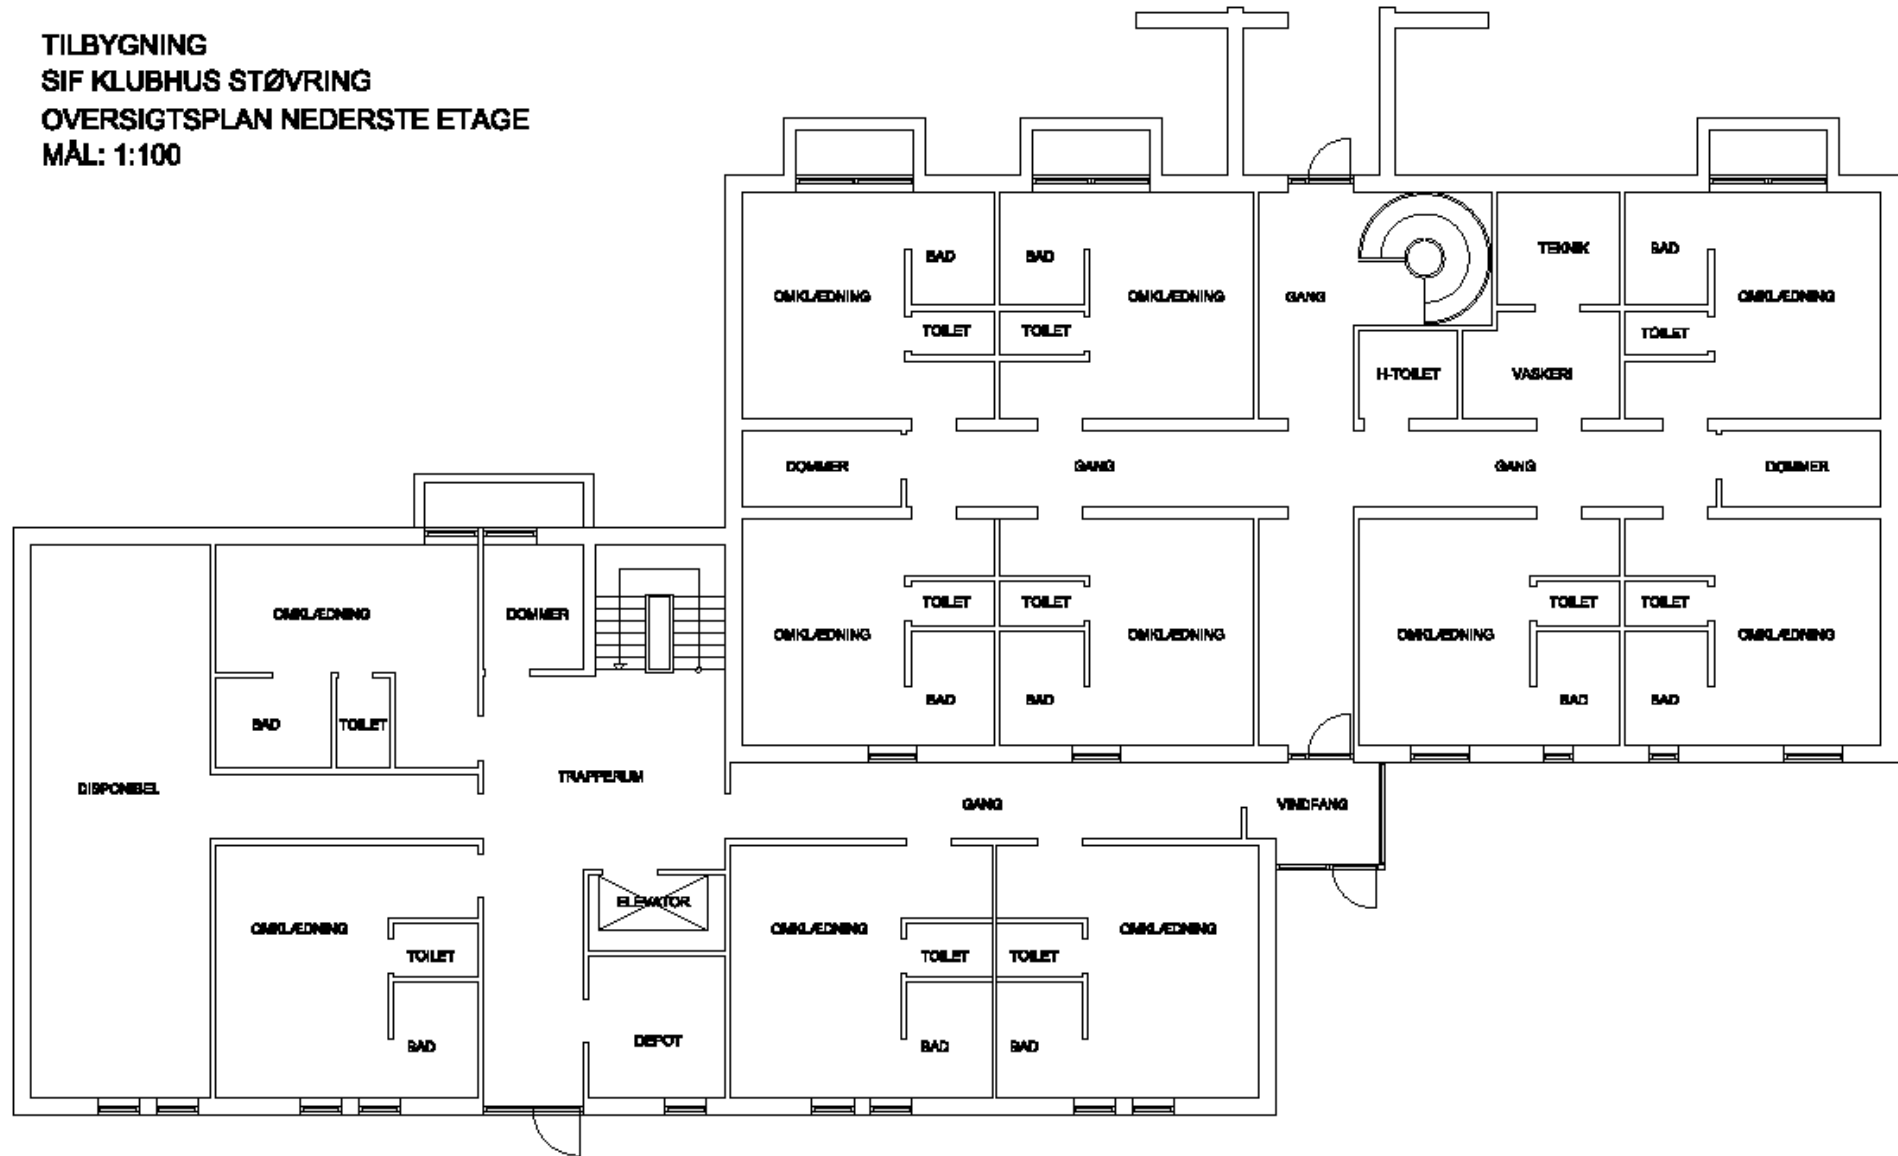 TILBYGNING
SIF KLUBHUS STØVRING
OVERSIGTSPLAN NEDERSTE ETAGE
MÅL: 1:100
BAD
BAD
TEKNIK
BAD
OMKLÆDNING
OMKLÆDNING
GANG
OMKLÆDNING
TOILET
TOILET
TOILET
H-TOILET
VASKERI
DOMMER
GANG
GANG
DOMMER
OMKLÆDNING
DOMMER
TOILET
TOILET
TOILET
TOILET
OMKLÆDNING
OMKLÆDNING
OMKLÆDNING
OMKLÆDNING
BAD
BAD
BAD
BAD
BAD
TOILET
DISPONIBEL
TRAPPERUM
GANG
VINDFANG
ELEVATOR
OMKLÆDNING
OMKLÆDNING
OMKLÆDNING
TOILET
TOILET
TOILET
BAD
DEPOT
BAD
BAD